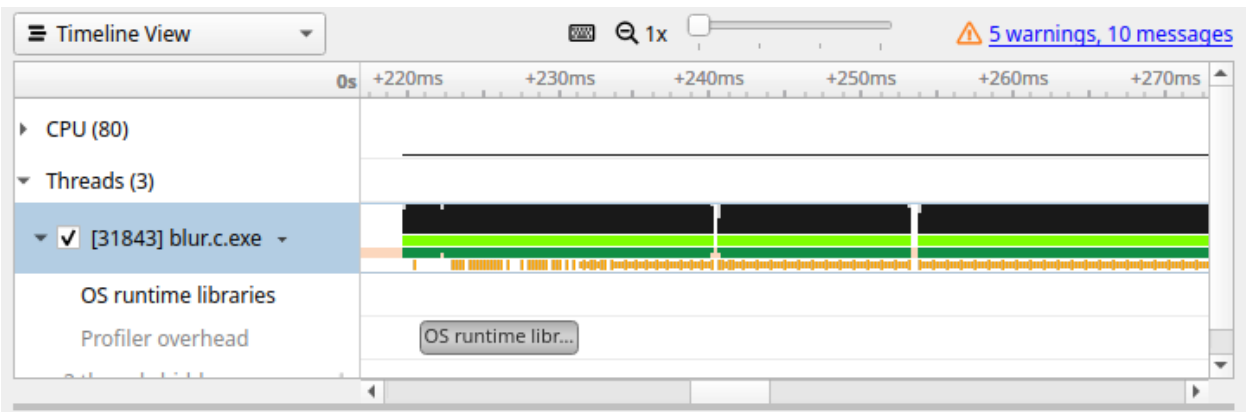 Timeline View 1x 5 warnings, 10 messages
0s +220ms +230ms +240ms +250ms +260ms +270ms
CPU (80)
Threads (3)
[31843] blur.c.exe
OS runtime libraries
Profiler overhead OS runtime libr...